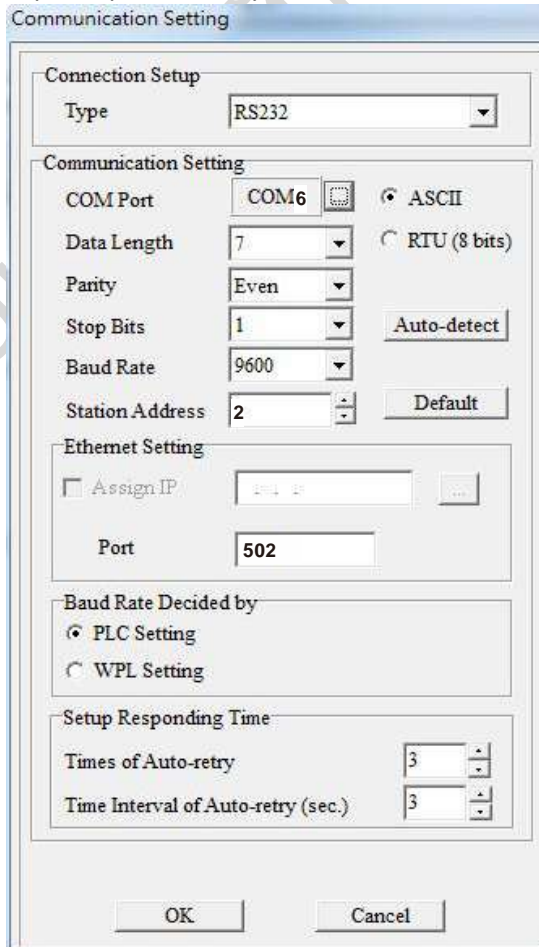 Communication Setting
Connection Setup
Type RS232
Communication Setting
COM Port COM6 ASCII
Data Length 7 RTU (8 bits)
Parity Even
Stop Bits 1 Auto-detect
Baud Rate 9600
Station Address 2 Default
Ethernet Setting
Assign IP ...
Port 502
Baud Rate Decided by
PLC Setting
WPL Setting
Setup Responding Time
Times of Auto-retry 3
Time Interval of Auto-retry (sec.) 3
OK Cancel